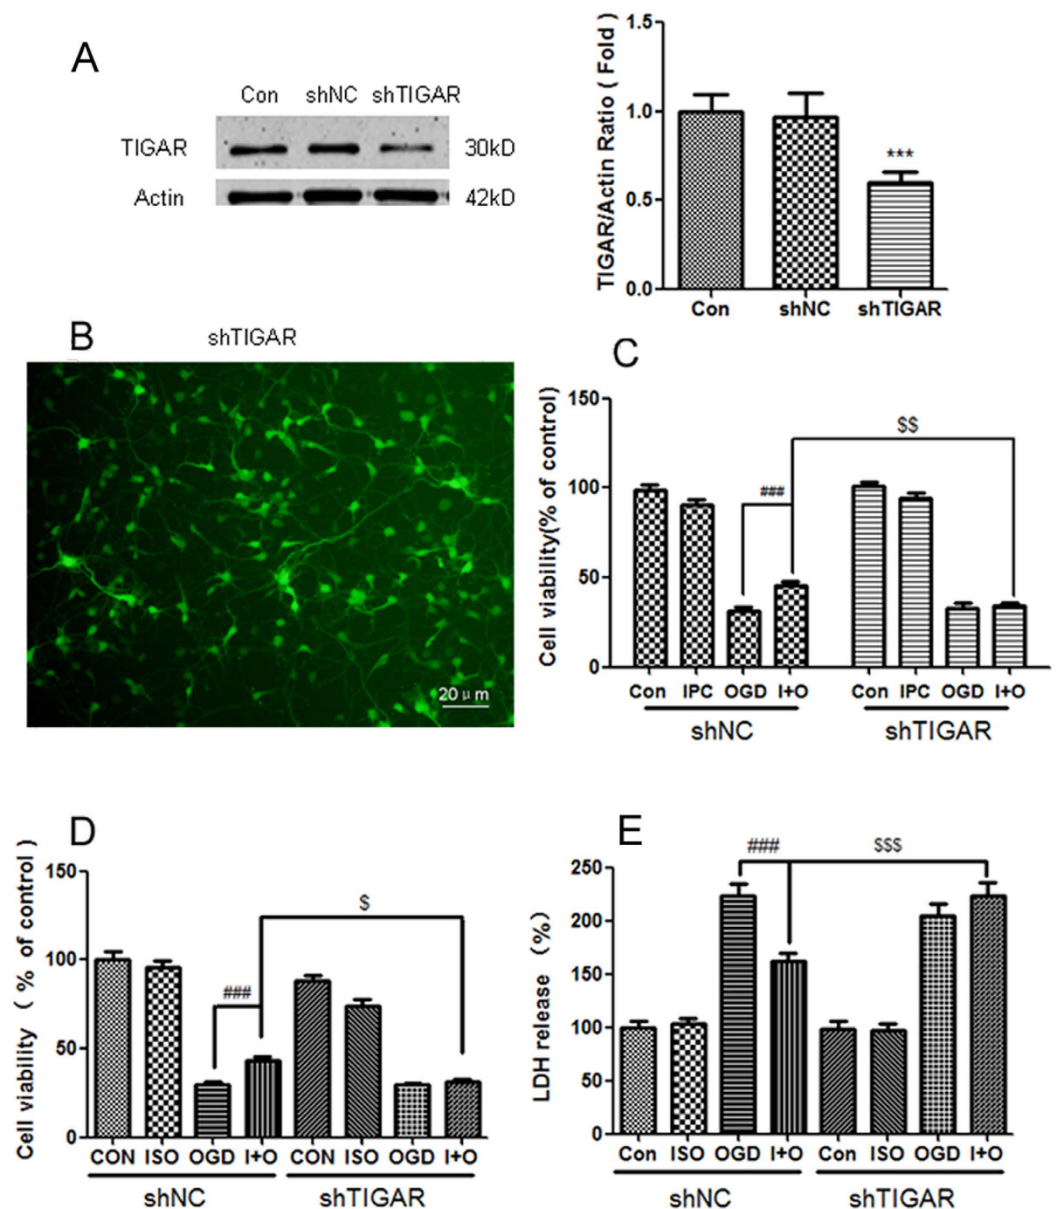 A
Con shNC shTIGAR
TIGAR 30kD
Actin 42kD
TIGAR/Actin Ratio ( Fold )
1.5
1.0
0.5
0.0
***
Con shNC shTIGAR
B
shTIGAR
20 μm
C
Cell viability(% of control)
150
100
50
0
$$
###
Con IPC OGD I+O Con IPC OGD I+O
shNC shTIGAR
D
Cell viability ( % of control )
150
100
50
0
$
###
CON ISO OGD I+O CON ISO OGD I+O
shNC shTIGAR
E
LDH release (%)
250
200
150
100
50
0
### $$$
Con ISO OGD I+O Con ISO OGD I+O
shNC shTIGAR